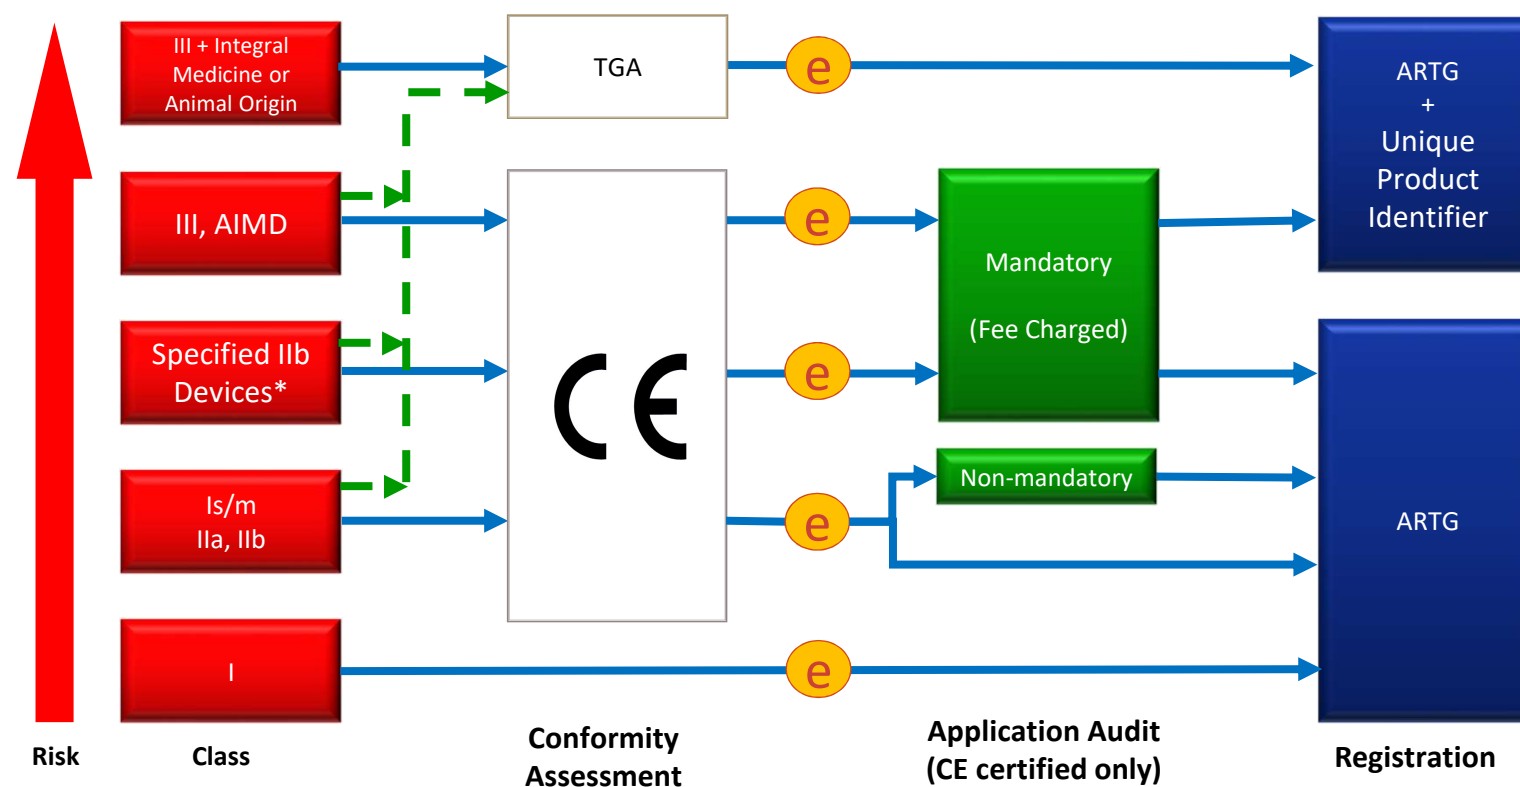 III + Integral
Medicine or
Animal Origin
TGA
e
ARTG
+
Unique
Product
Identifier
III, AIMD
e
Mandatory
(Fee Charged)
Specified IIb
Devices*
CE
e
Is/m
IIa, IIb
e
Non-mandatory
ARTG
I
e
Risk
Class
Conformity
Assessment
Application Audit
(CE certified only)
Registration